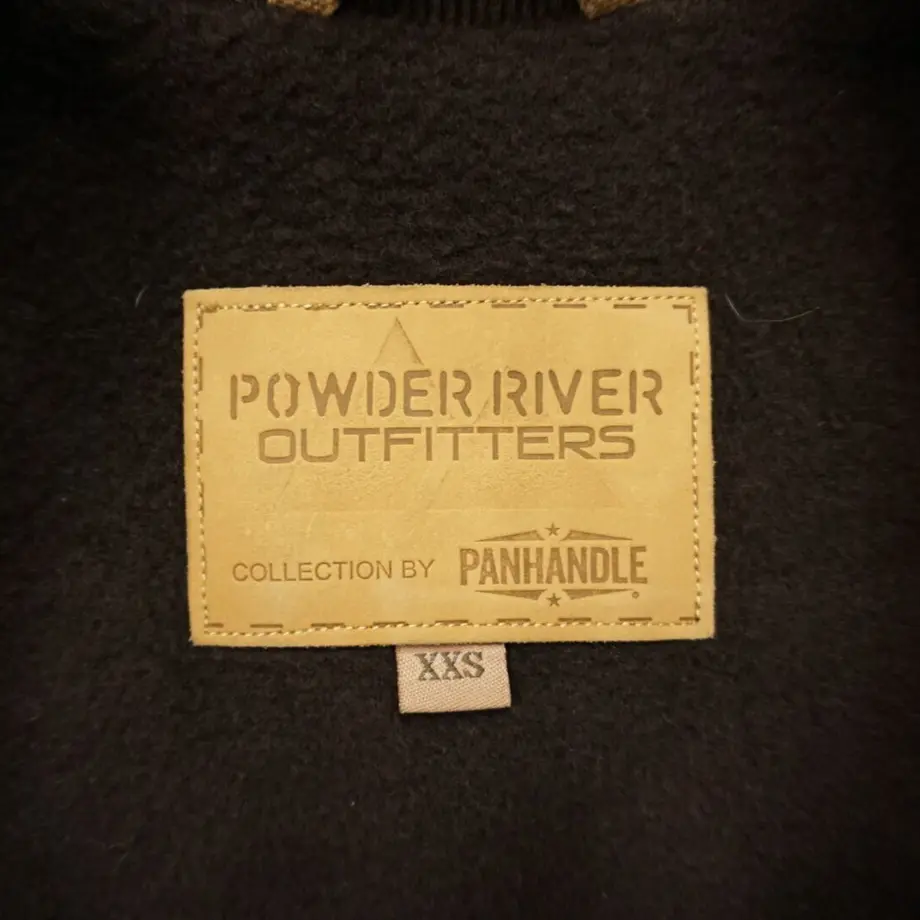 POWDER RIVER
OUTFITTERS
COLLECTION BY PANHANDLE
XXS